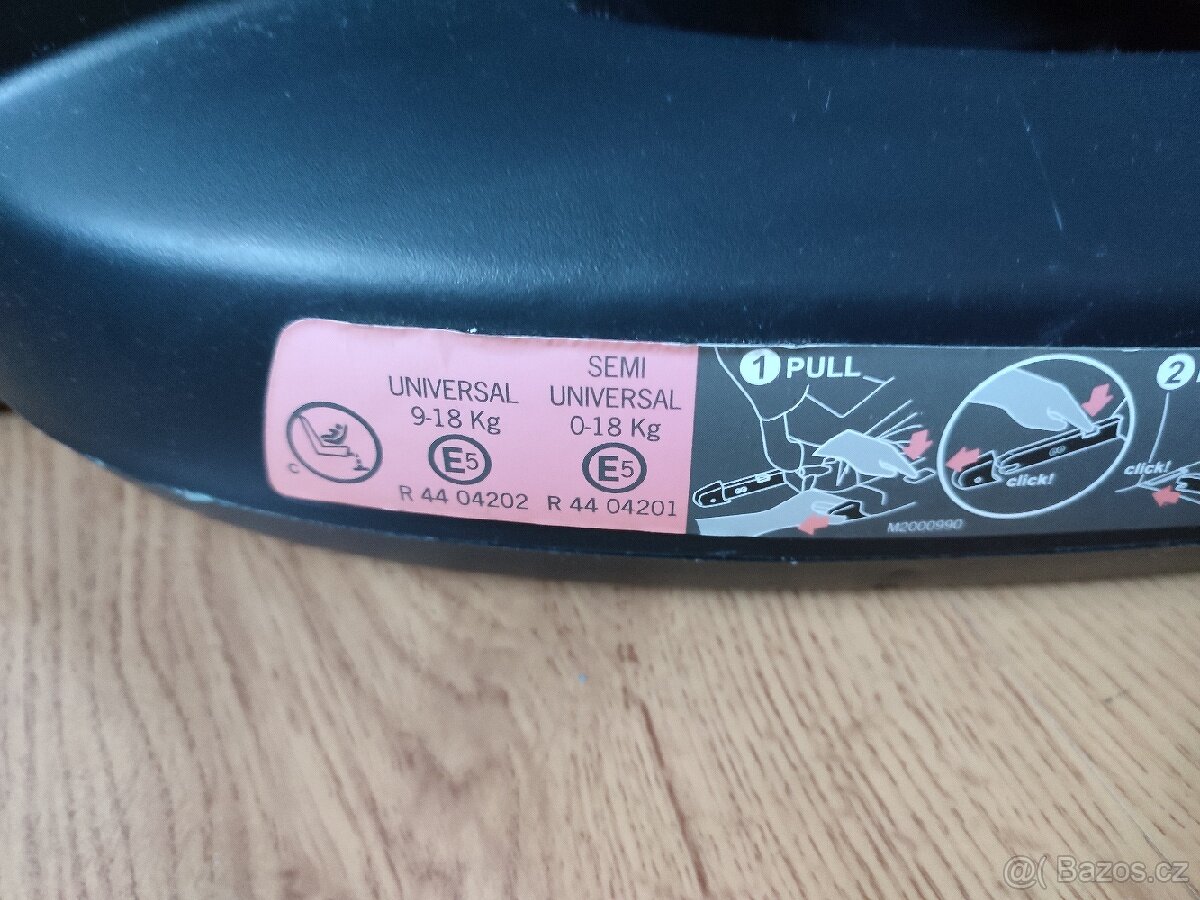 UNIVERSAL
9-18 Kg
E5
R 44 04202
SEMI
UNIVERSAL
0-18 Kg
E5
R 44 04201
C
1 PULL
click!
M2000990
2
click!
@( Bazos.cz